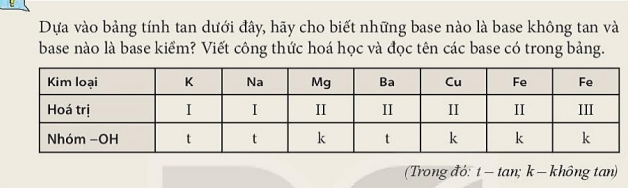 Dựa vào bảng tính tan dưới đây, hãy cho biết những base nào là base không tan và
base nào là base kiềm? Viết công thức hoá học và đọc tên các base có trong bảng.
Kim loại K Na Mg Ba Cu Fe Fe
Hoá trị I I II II II II III
Nhóm –OH t t k t k k k
(Trong đó: t – tan; k – không tan)